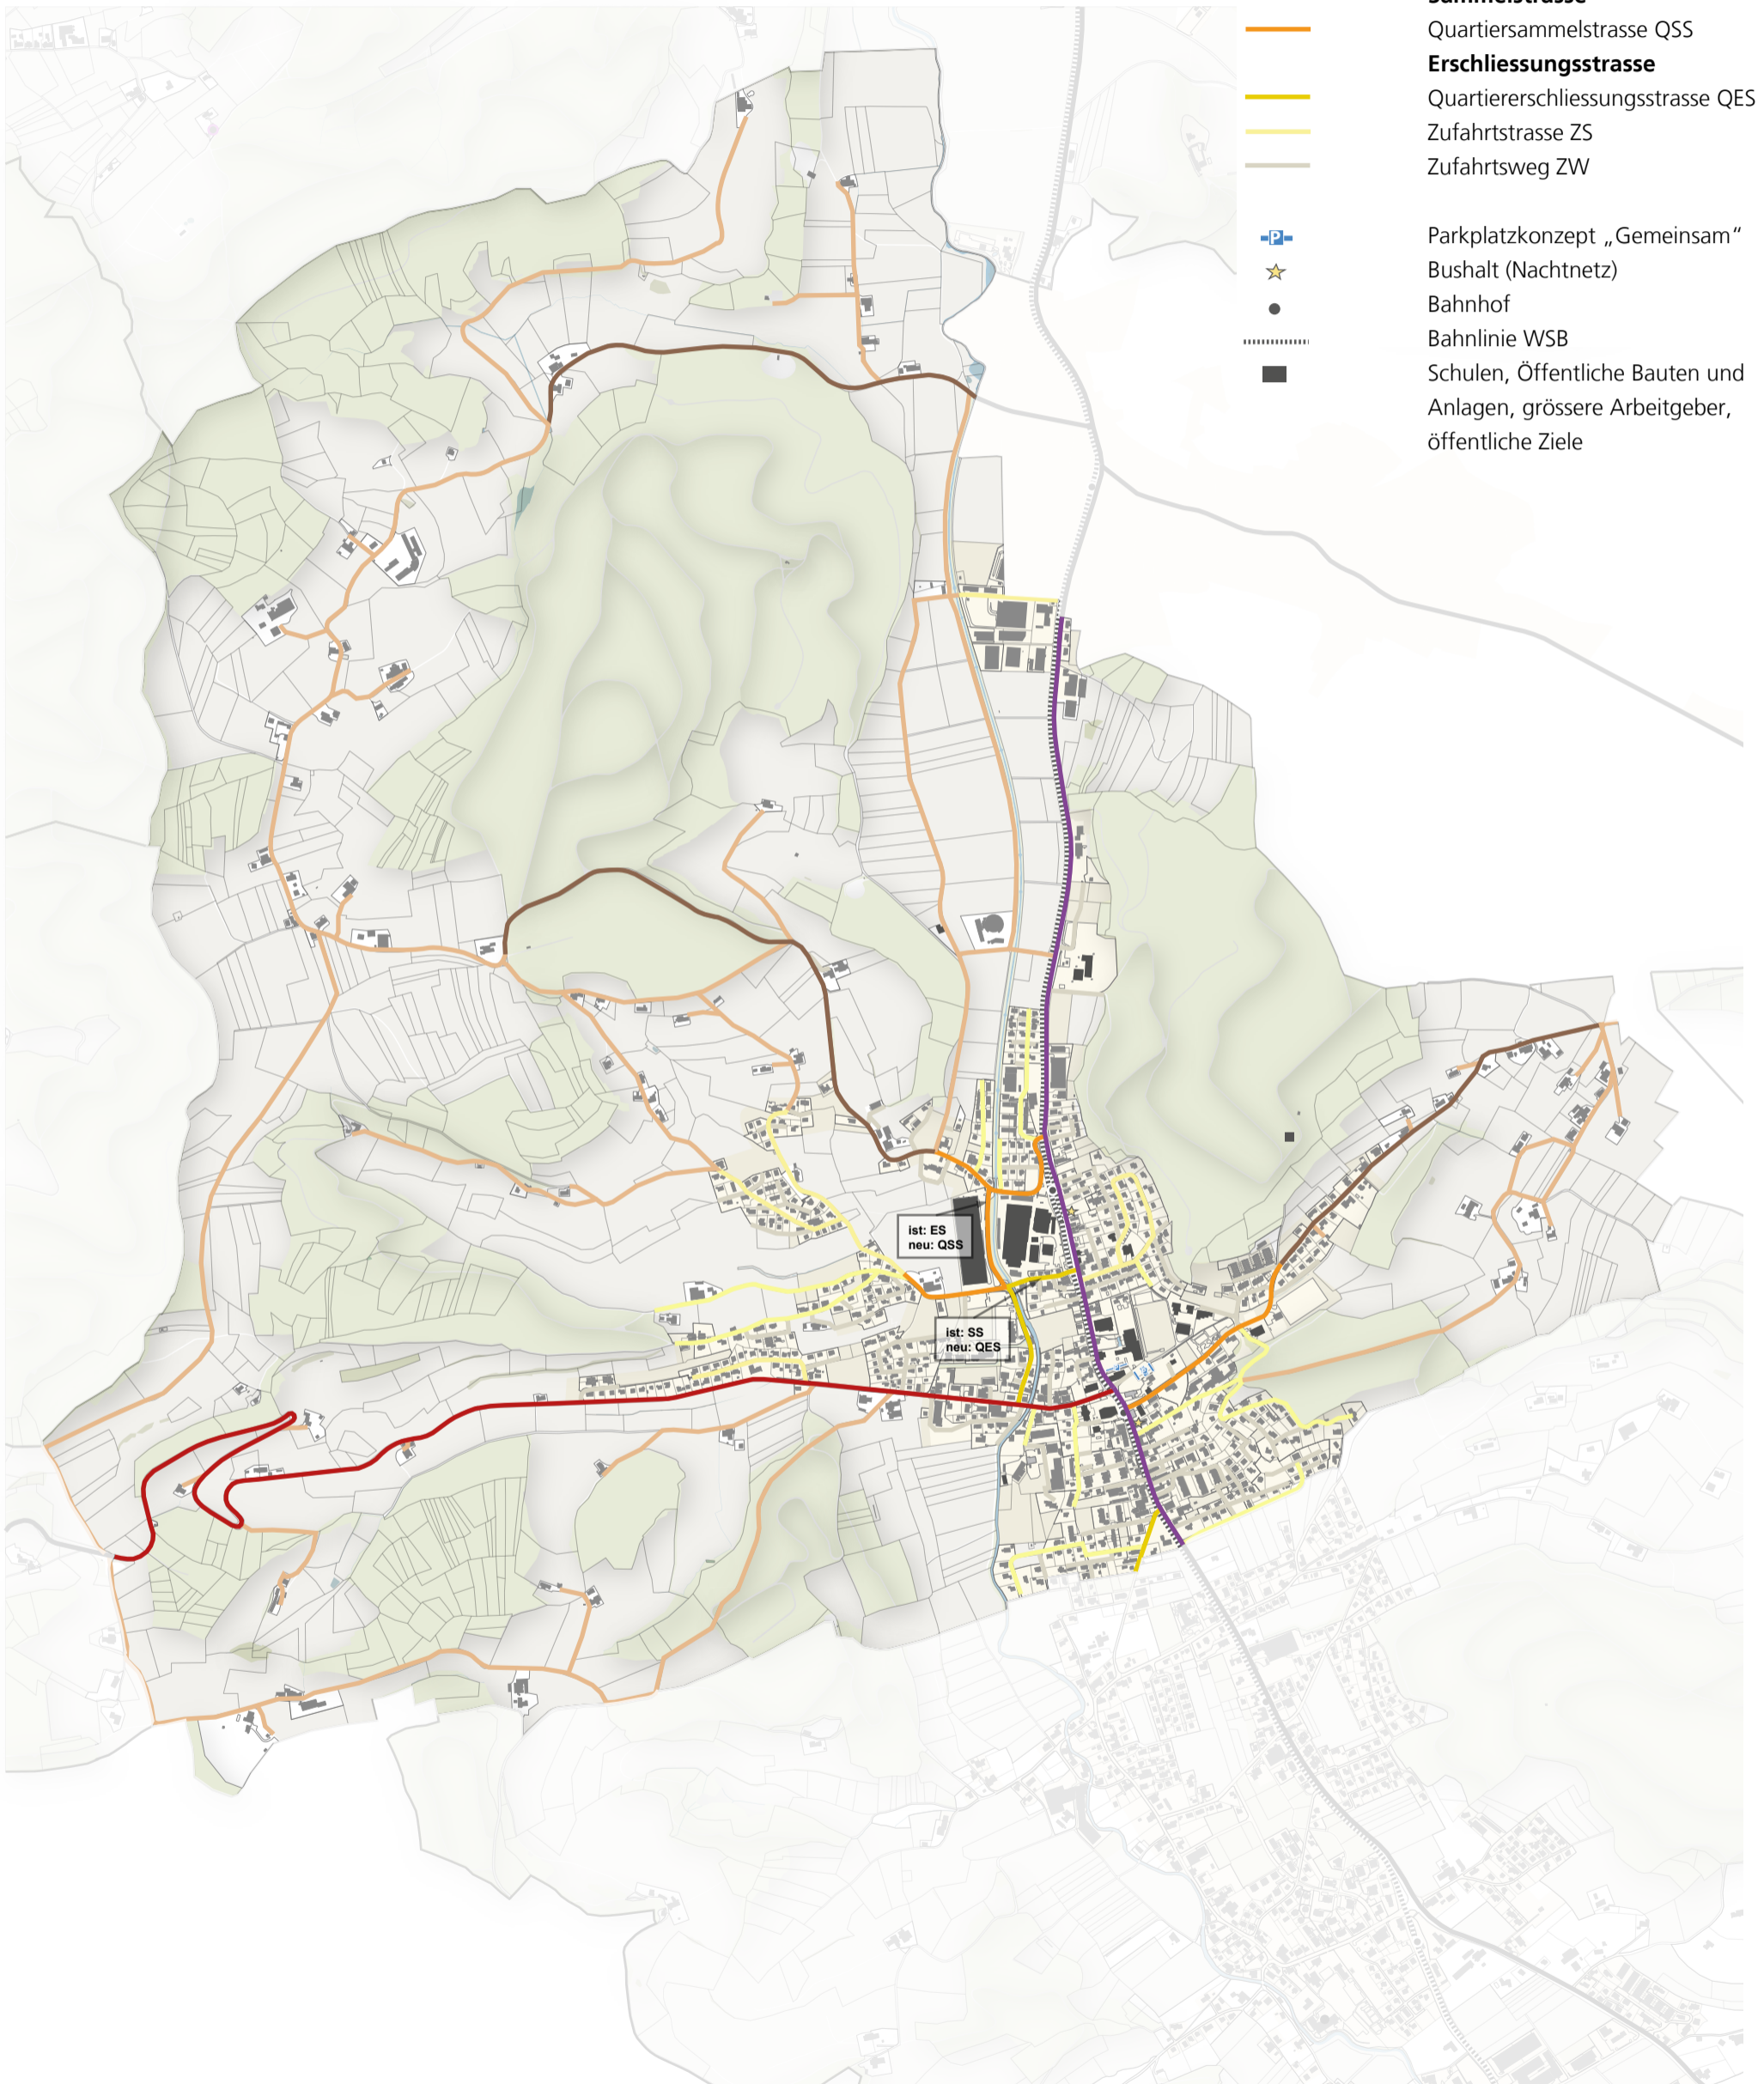 Sammelstrasse
Quartiersammelstrasse QSS
Erschliessungsstrasse
Quartiererschliessungsstrasse QES
Zufahrtstrasse ZS
Zufahrtsweg ZW
P
Parkplatzkonzept „Gemeinsam“
Bushalt (Nachtnetz)
Bahnhof
Bahnlinie WSB
Schulen, Öffentliche Bauten und
Anlagen, grössere Arbeitgeber,
öffentliche Ziele
ist: ES
neu: QSS
ist: SS
neu: QES